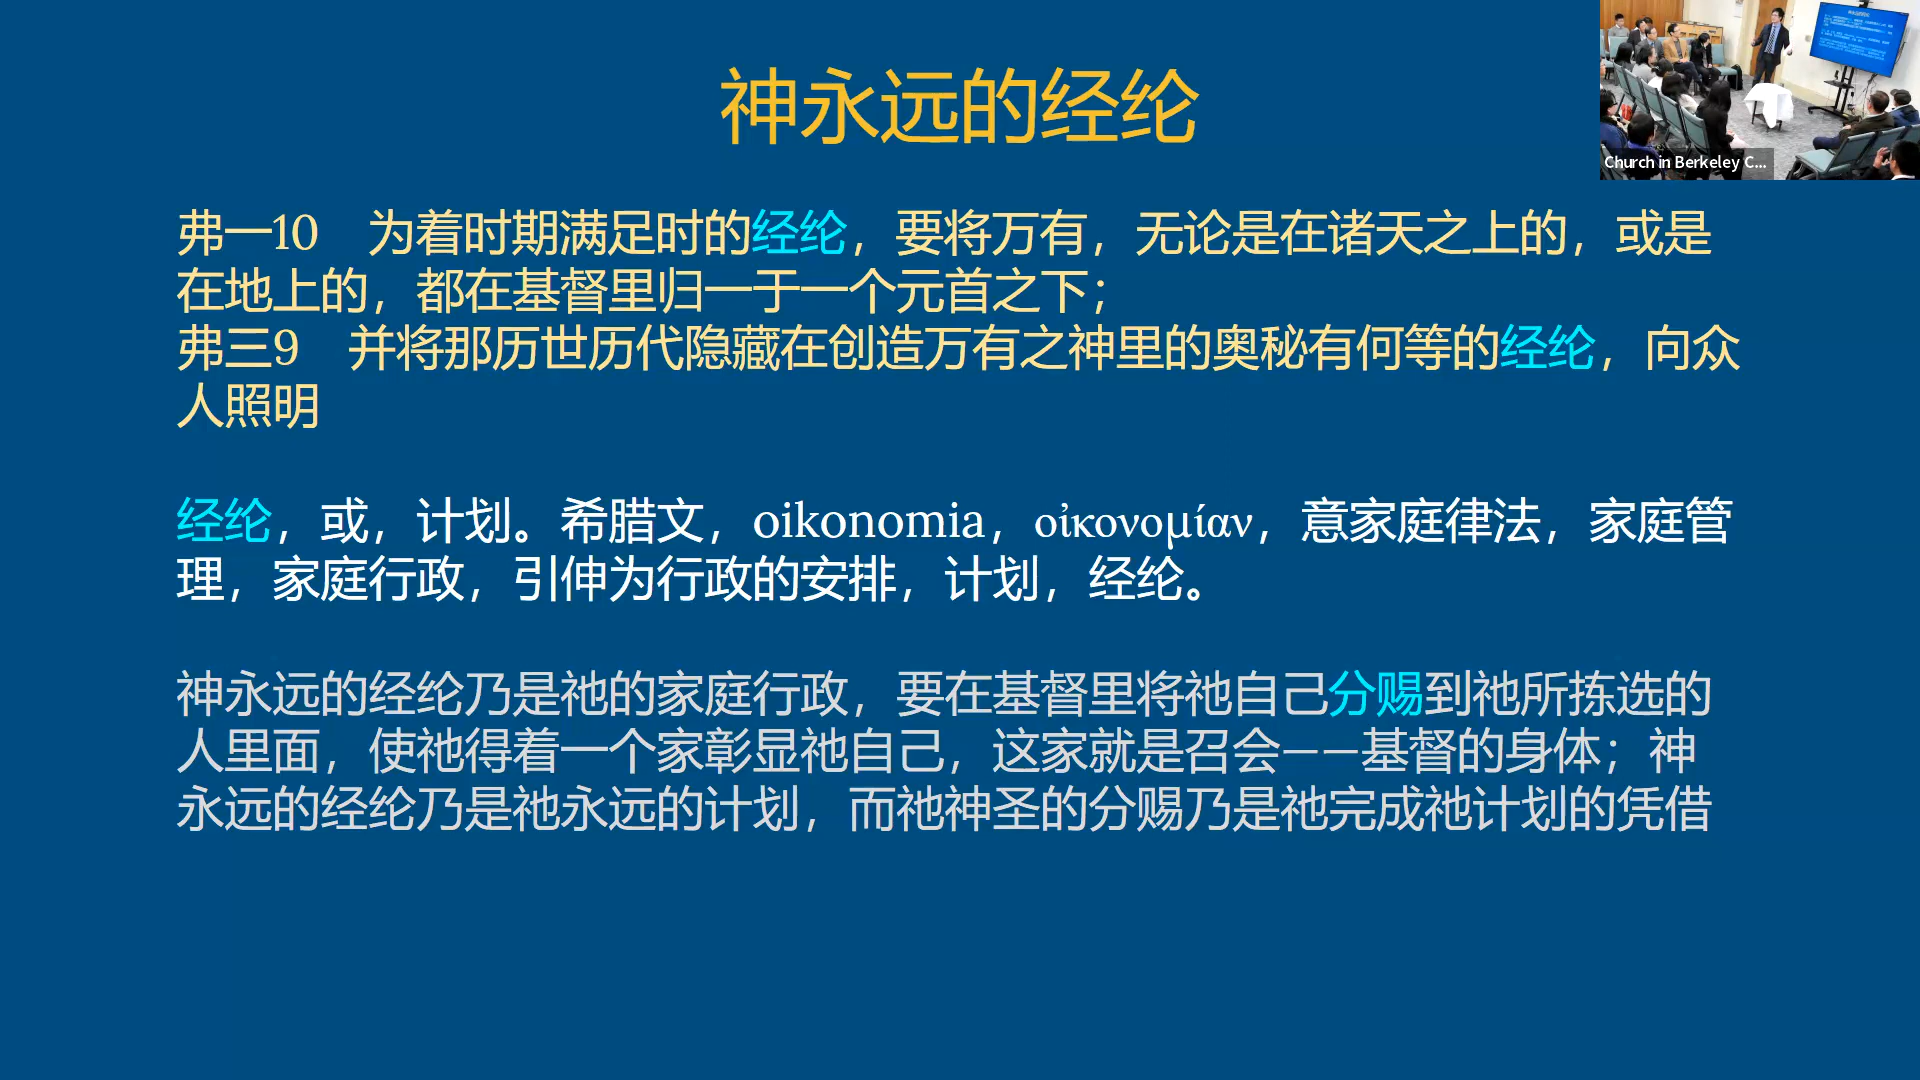 神永远的经纶
Church in Berkeley C...
弗一10　为着时期满足时的经纶，要将万有，无论是在诸天之上的，或是
在地上的，都在基督里归一于一个元首之下；
弗三9　并将那历世历代隐藏在创造万有之神里的奥秘有何等的经纶，向众
人照明
经纶，或，计划。希腊文，oikonomia，οἰκονομίαν，意家庭律法，家庭管
理，家庭行政，引伸为行政的安排，计划，经纶。
神永远的经纶乃是祂的家庭行政，要在基督里将祂自己分赐到祂所拣选的
人里面，使祂得着一个家彰显祂自己，这家就是召会——基督的身体；神
永远的经纶乃是祂永远的计划，而祂神圣的分赐乃是祂完成祂计划的凭借